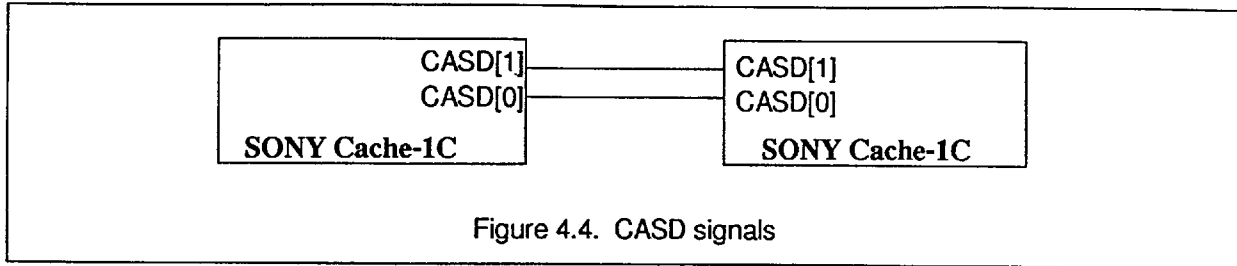 CASD[1] CASD[1]
CASD[0] CASD[0]
SONY Cache-1C SONY Cache-1C
Figure 4.4. CASD signals